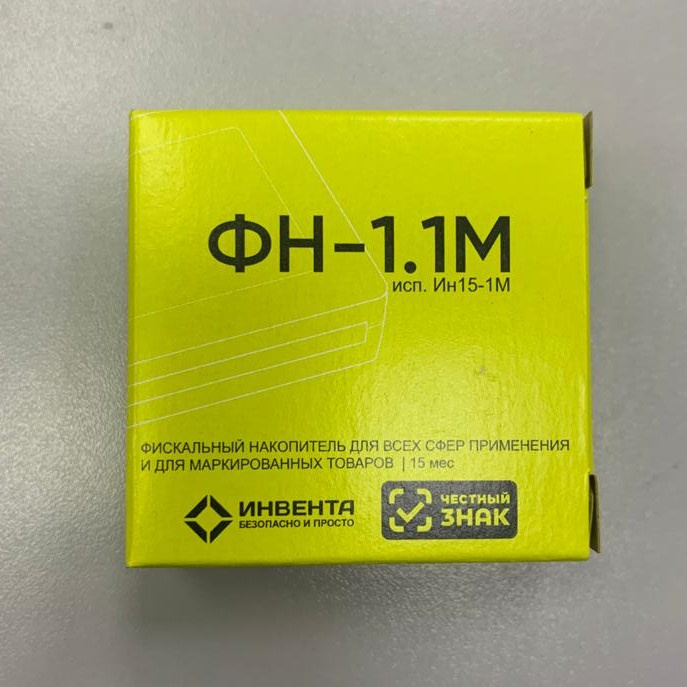 ФН-1.1М
исп. Ин15-1М
ФИСКАЛЬНЫЙ НАКОПИТЕЛЬ ДЛЯ ВСЕХ СФЕР ПРИМЕНЕНИЯ
И ДЛЯ МАРКИРОВАННЫХ ТОВАРОВ | 15 мес
ИНВЕНТА
БЕЗОПАСНО И ПРОСТО
ЧЕСТНЫЙ
ЗНАК